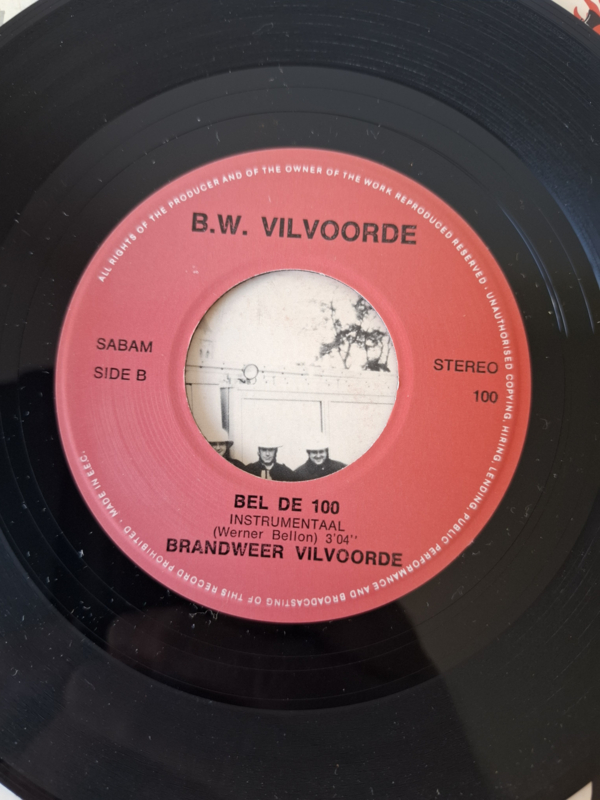 ALL RIGHTS OF THE PRODUCER AND OF THE OWNER OF THE WORK REPRODUCED RESERVED · UNAUTHORISED COPYING, HIRING, LENDING, PUBLIC PERFORMANCE AND BROADCASTING OF THIS RECORD PROHIBITED · MADE IN E.E.C.
B.W. VILVOORDE
SABAM
SIDE B
STEREO
100
BEL DE 100
INSTRUMENTAAL
(Werner Bellon) 3'04''
BRANDWEER VILVOORDE